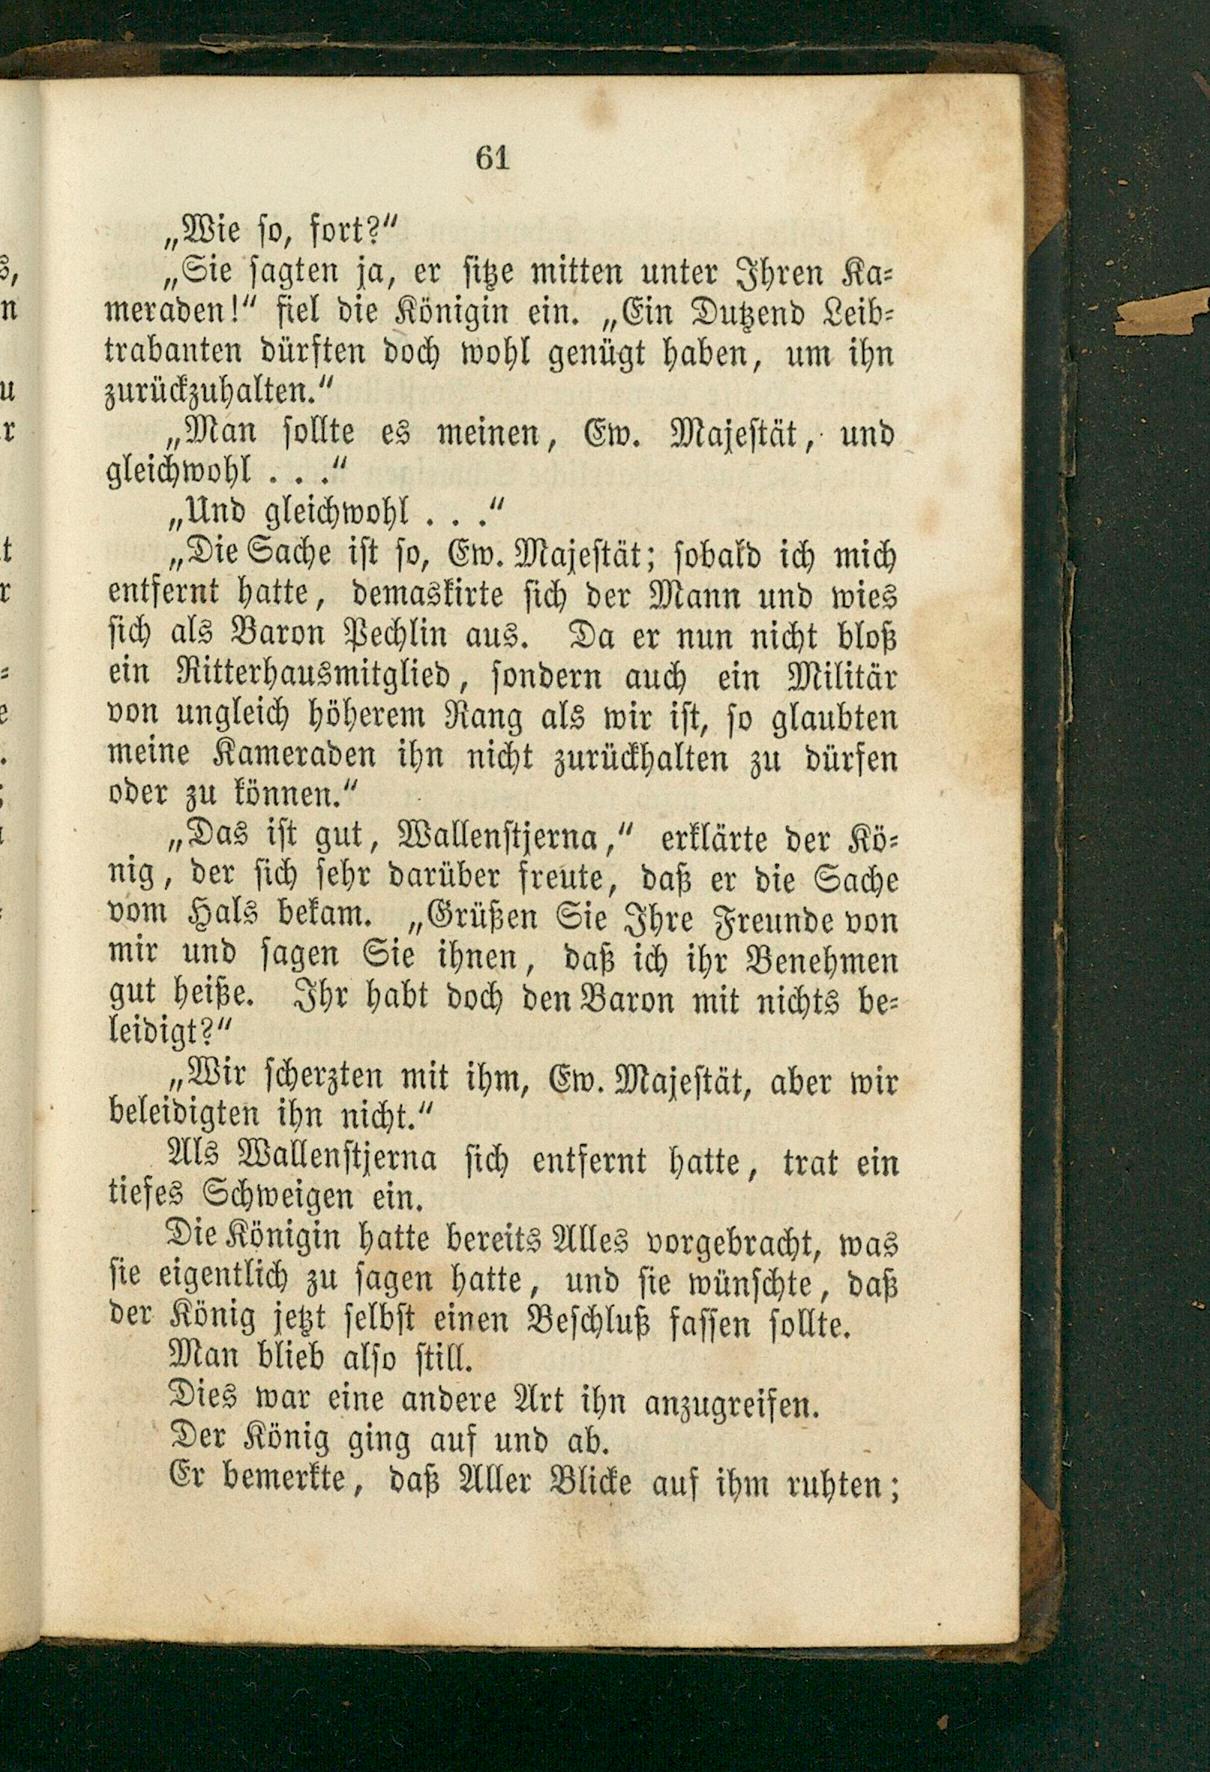 61
„Wie so, fort?“
„Sie sagten ja, er sitze mitten unter Ihren Ka-
meraden!“ fiel die Königin ein. „Ein Dutzend Leib-
trabanten dürften doch wohl genügt haben, um ihn
zurückzuhalten.“
„Man sollte es meinen, Ew. Majestät, und
gleichwohl . . .“
„Und gleichwohl . . .“
„Die Sache ist so, Ew. Majestät; sobald ich mich
entfernt hatte, demaskirte sich der Mann und wies
sich als Baron Pechlin aus. Da er nun nicht bloß
ein Ritterhausmitglied, sondern auch ein Militär
von ungleich höherem Rang als wir ist, so glaubten
meine Kameraden ihn nicht zurückhalten zu dürfen
oder zu können.“
„Das ist gut, Wallenstjerna,“ erklärte der Kö-
nig, der sich sehr darüber freute, daß er die Sache
vom Hals bekam. „Grüßen Sie Ihre Freunde von
mir und sagen Sie ihnen, daß ich ihr Benehmen
gut heiße. Ihr habt doch den Baron mit nichts be-
leidigt?“
„Wir scherzten mit ihm, Ew. Majestät, aber wir
beleidigten ihn nicht.“
Als Wallenstjerna sich entfernt hatte, trat ein
tiefes Schweigen ein.
Die Königin hatte bereits Alles vorgebracht, was
sie eigentlich zu sagen hatte, und sie wünschte, daß
der König jetzt selbst einen Beschluß fassen sollte.
Man blieb also still.
Dies war eine andere Art ihn anzugreifen.
Der König ging auf und ab.
Er bemerkte, daß Aller Blicke auf ihm ruhten;